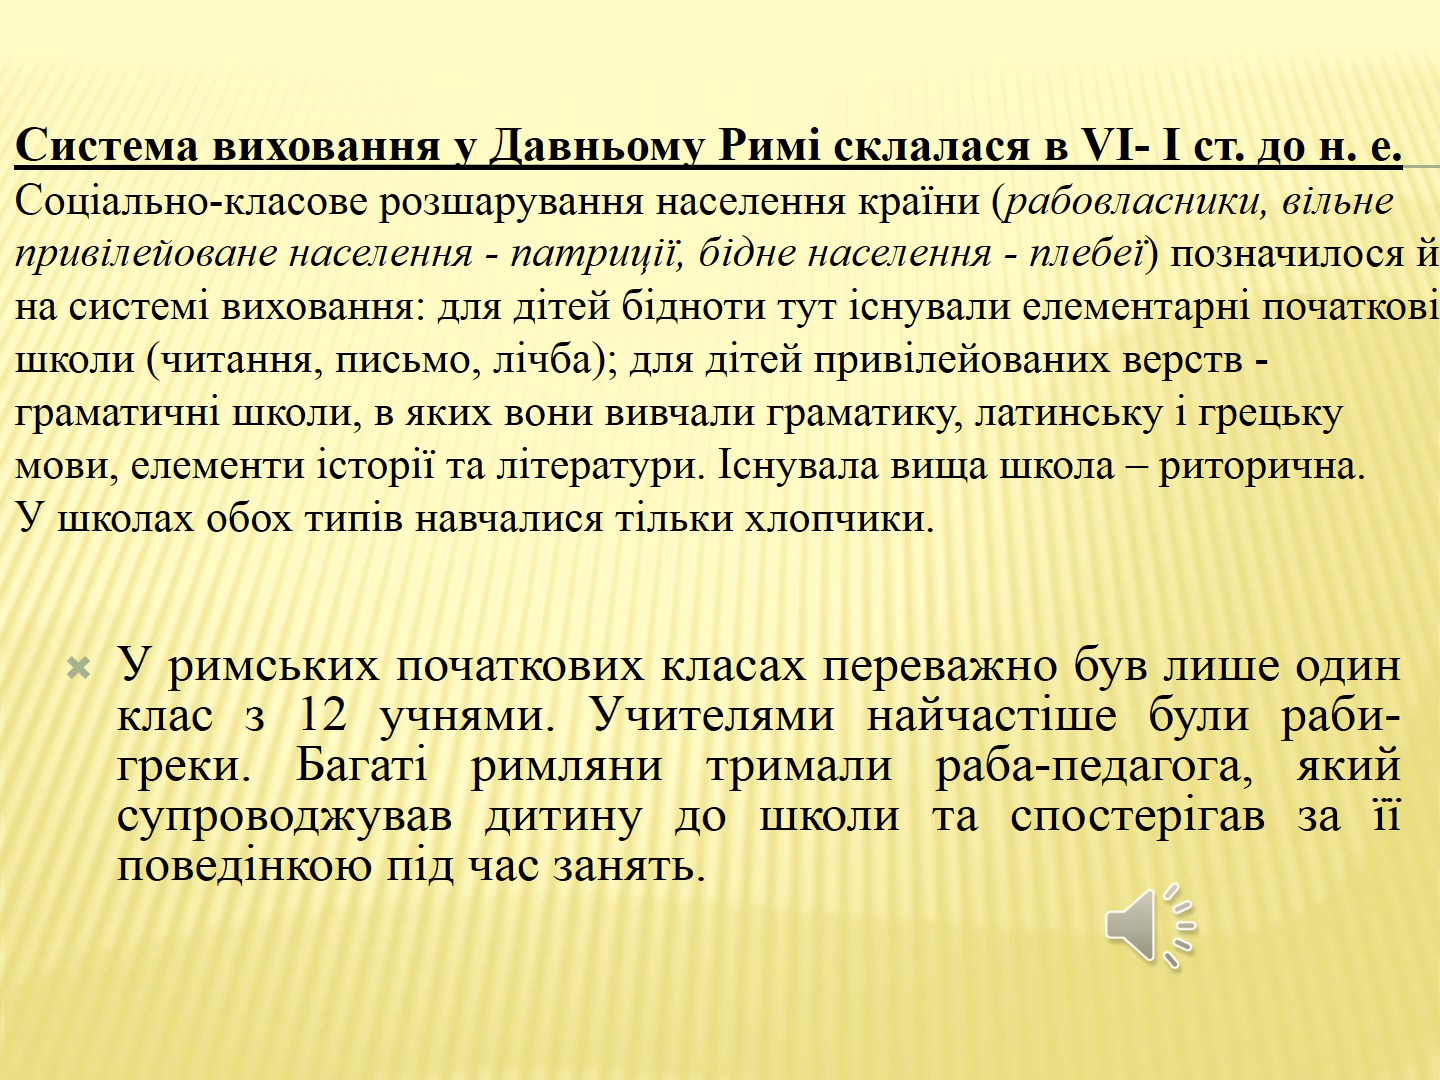 Система виховання у Давньому Римі склалася в VI- I ст. до н. е.
Соціально-класове розшарування населення країни (рабовласники, вільне
привілейоване населення - патриції, бідне населення - плебеї) позначилося й
на системі виховання: для дітей бідноти тут існували елементарні початкові
школи (читання, письмо, лічба); для дітей привілейованих верств -
граматичні школи, в яких вони вивчали граматику, латинську і грецьку
мови, елементи історії та літератури. Існувала вища школа – риторична.
У школах обох типів навчалися тільки хлопчики.
У римських початкових класах переважно був лише один
клас з 12 учнями. Учителями найчастіше були раби-
греки. Багаті римляни тримали раба-педагога, який
супроводжував дитину до школи та спостерігав за її
поведінкою під час занять.